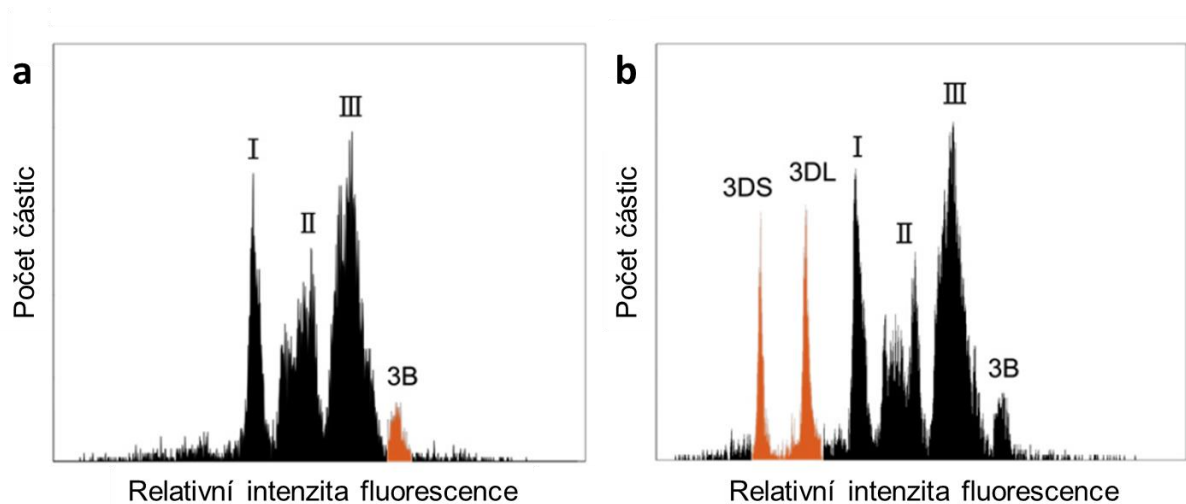 a
III
I
II
3B
Počet částic
Relativní intenzita fluorescence
b
III
I
3DL
3DS
II
3B
Počet částic
Relativní intenzita fluorescence